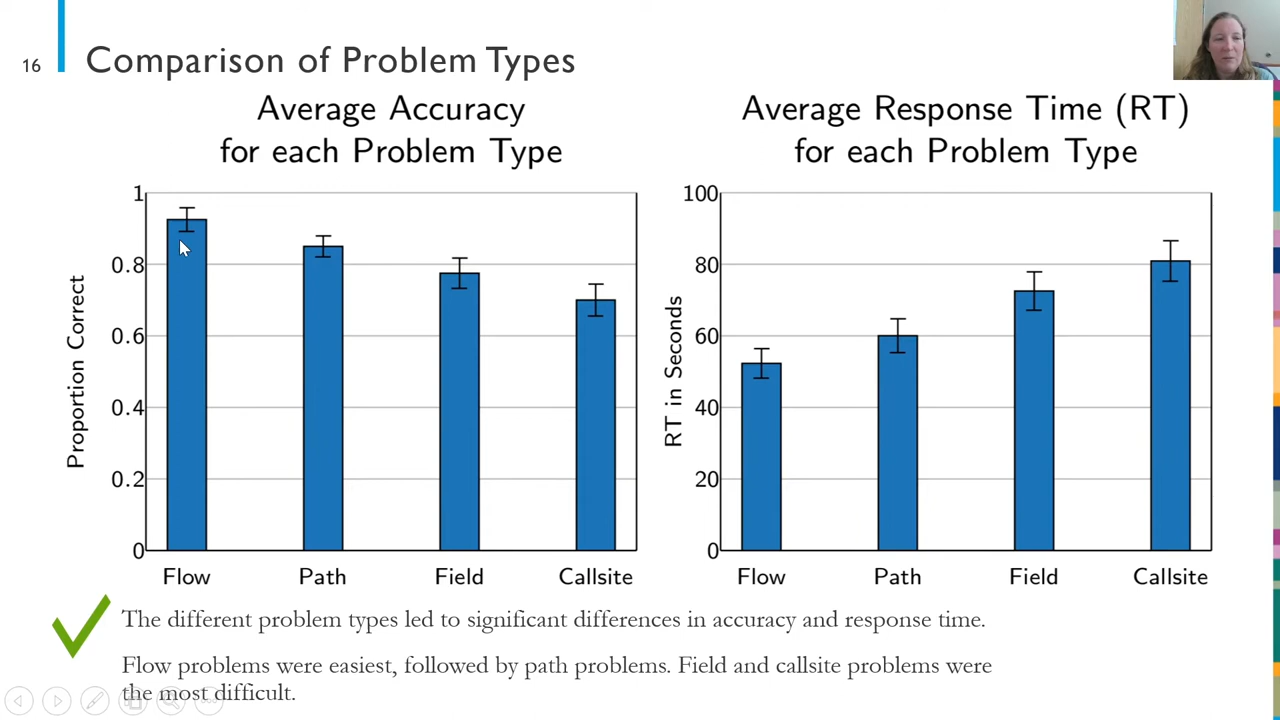 16
Comparison of Problem Types
Average Accuracy
for each Problem Type
1
0.8
0.6
0.4
0.2
0
Proportion Correct
Flow
Path
Field
Callsite
Average Response Time (RT)
for each Problem Type
100
80
60
40
20
0
RT in Seconds
Flow
Path
Field
Callsite
The different problem types led to significant differences in accuracy and response time.
Flow problems were easiest, followed by path problems. Field and callsite problems were
the most difficult.